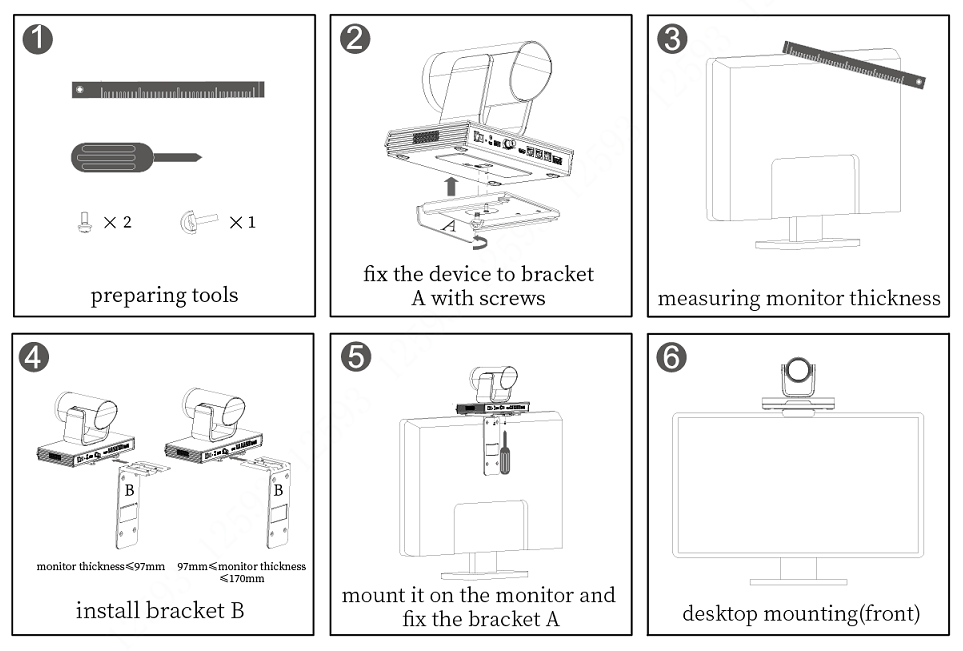 1
× 2
× 1
preparing tools
2
A
fix the device to bracket
A with screws
3
measuring monitor thickness
4
B
B
monitor thickness≤97mm
97mm≤monitor thickness
≤170mm
install bracket B
5
mount it on the monitor and
fix the bracket A
6
desktop mounting(front)